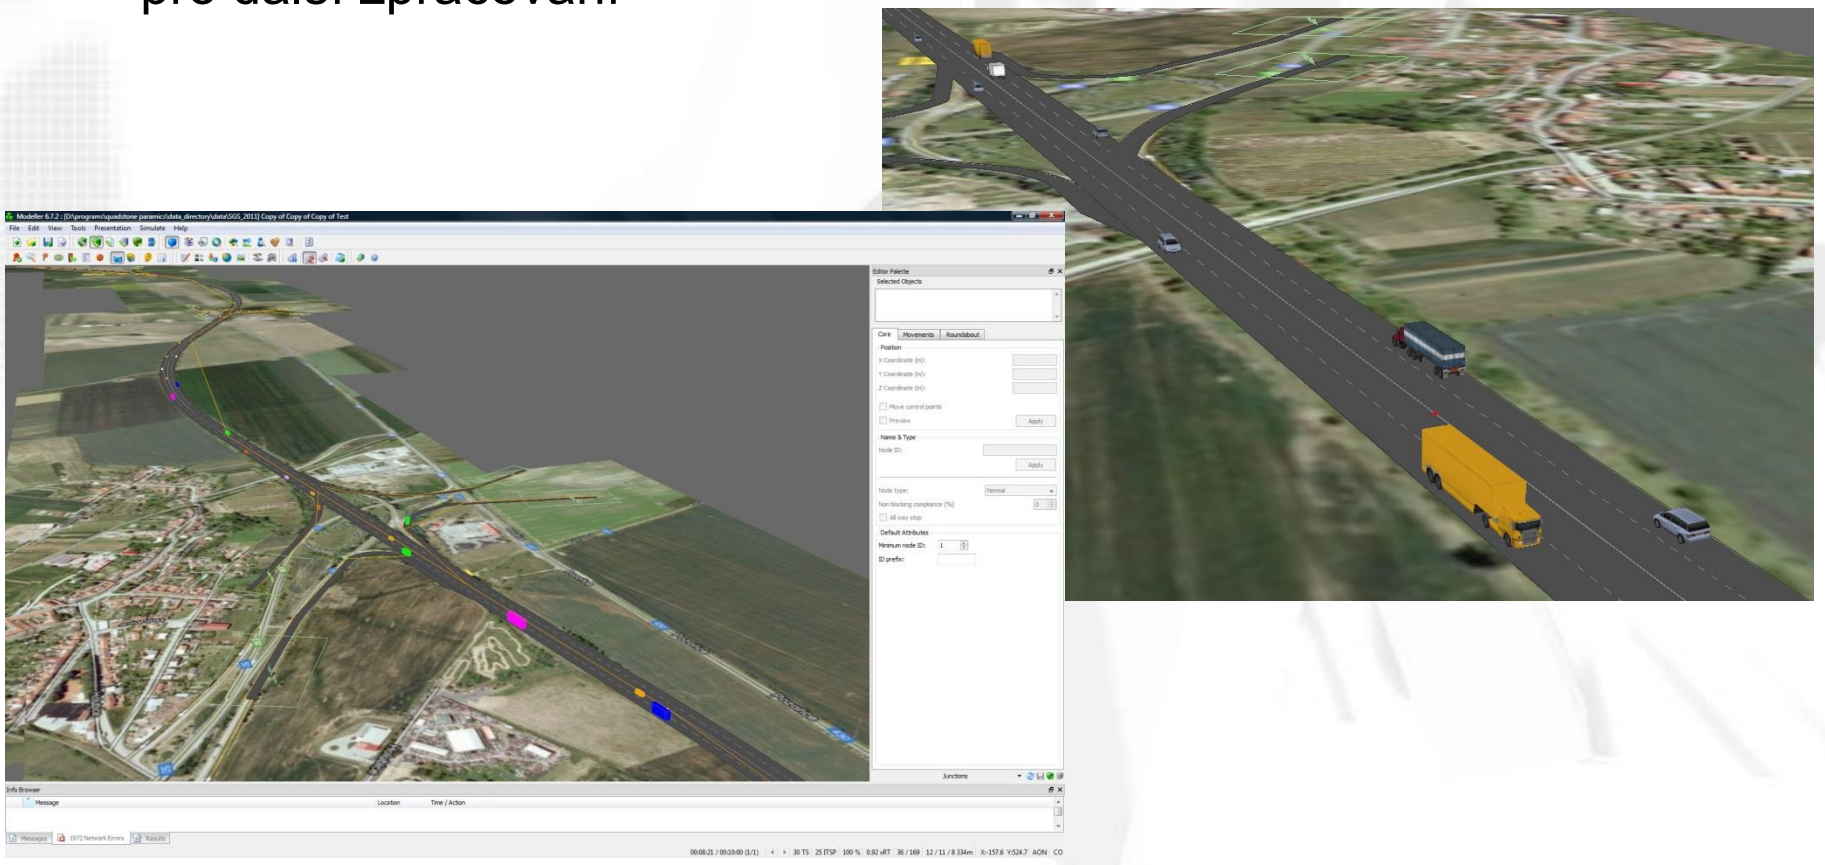 pro další zpracování
Modeller 6.7.2 : [D:\programs\quadstone paramics\data_directory\data\SGS_2011] Copy of Copy of Copy of Test
File Edit View Tools Presentation Simulate Help
Editor Palette
Selected Objects
Core Movements Roundabout
Position
X Coordinate (m):
Y Coordinate (m):
Z Coordinate (m):
Move control points
Preview Apply
Name & Type
Node ID:
Apply
Node type: Normal
Non blocking compliance (%) 0
All way stop
Default Attributes
Minimum node ID: 1
ID prefix:
Junctions
Info Browser
Message Location Time / Action
Messages 1972 Network Errors Results
00:08:21 / 00:10:00 (1/1) 30 TS 25 ITSP 100 % 0.92 xRT 36 / 169 12 / 11 / 8 334m X:-157.6 Y:524.7 AON CO